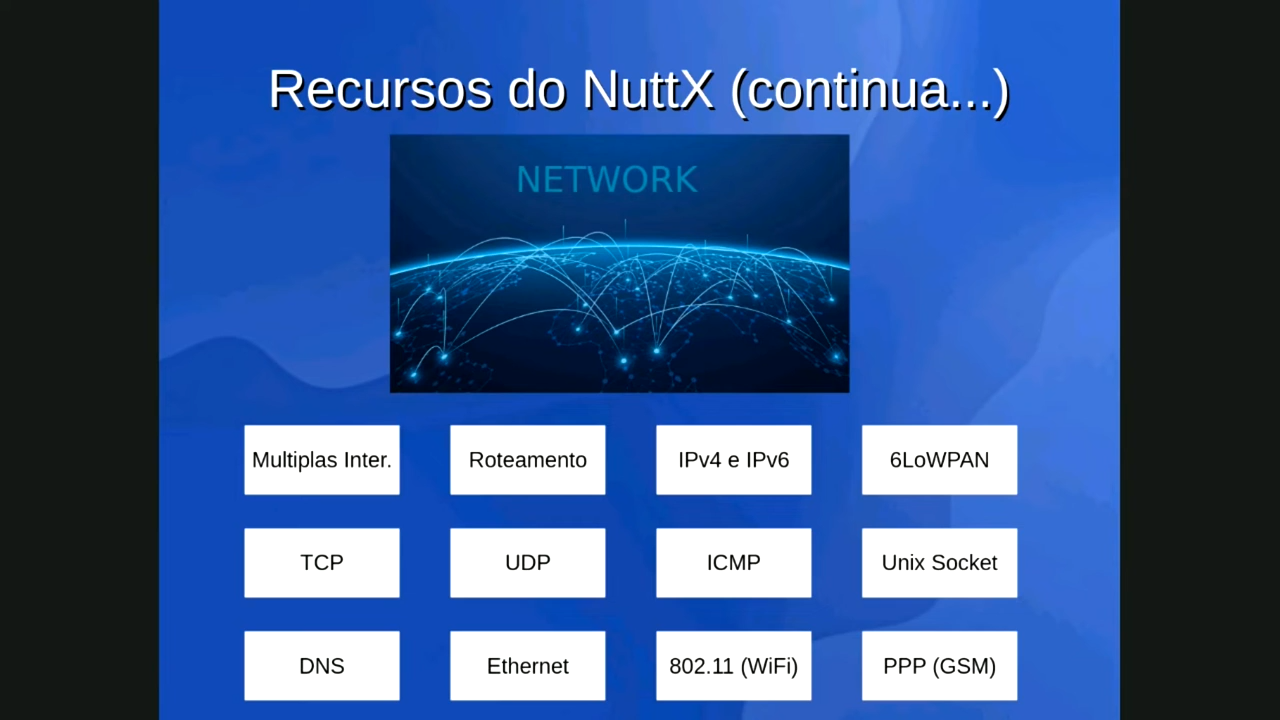 Recursos do NuttX (continua...)
NETWORK
Multiplas Inter.
Roteamento
IPv4 e IPv6
6LoWPAN
TCP
UDP
ICMP
Unix Socket
DNS
Ethernet
802.11 (WiFi)
PPP (GSM)